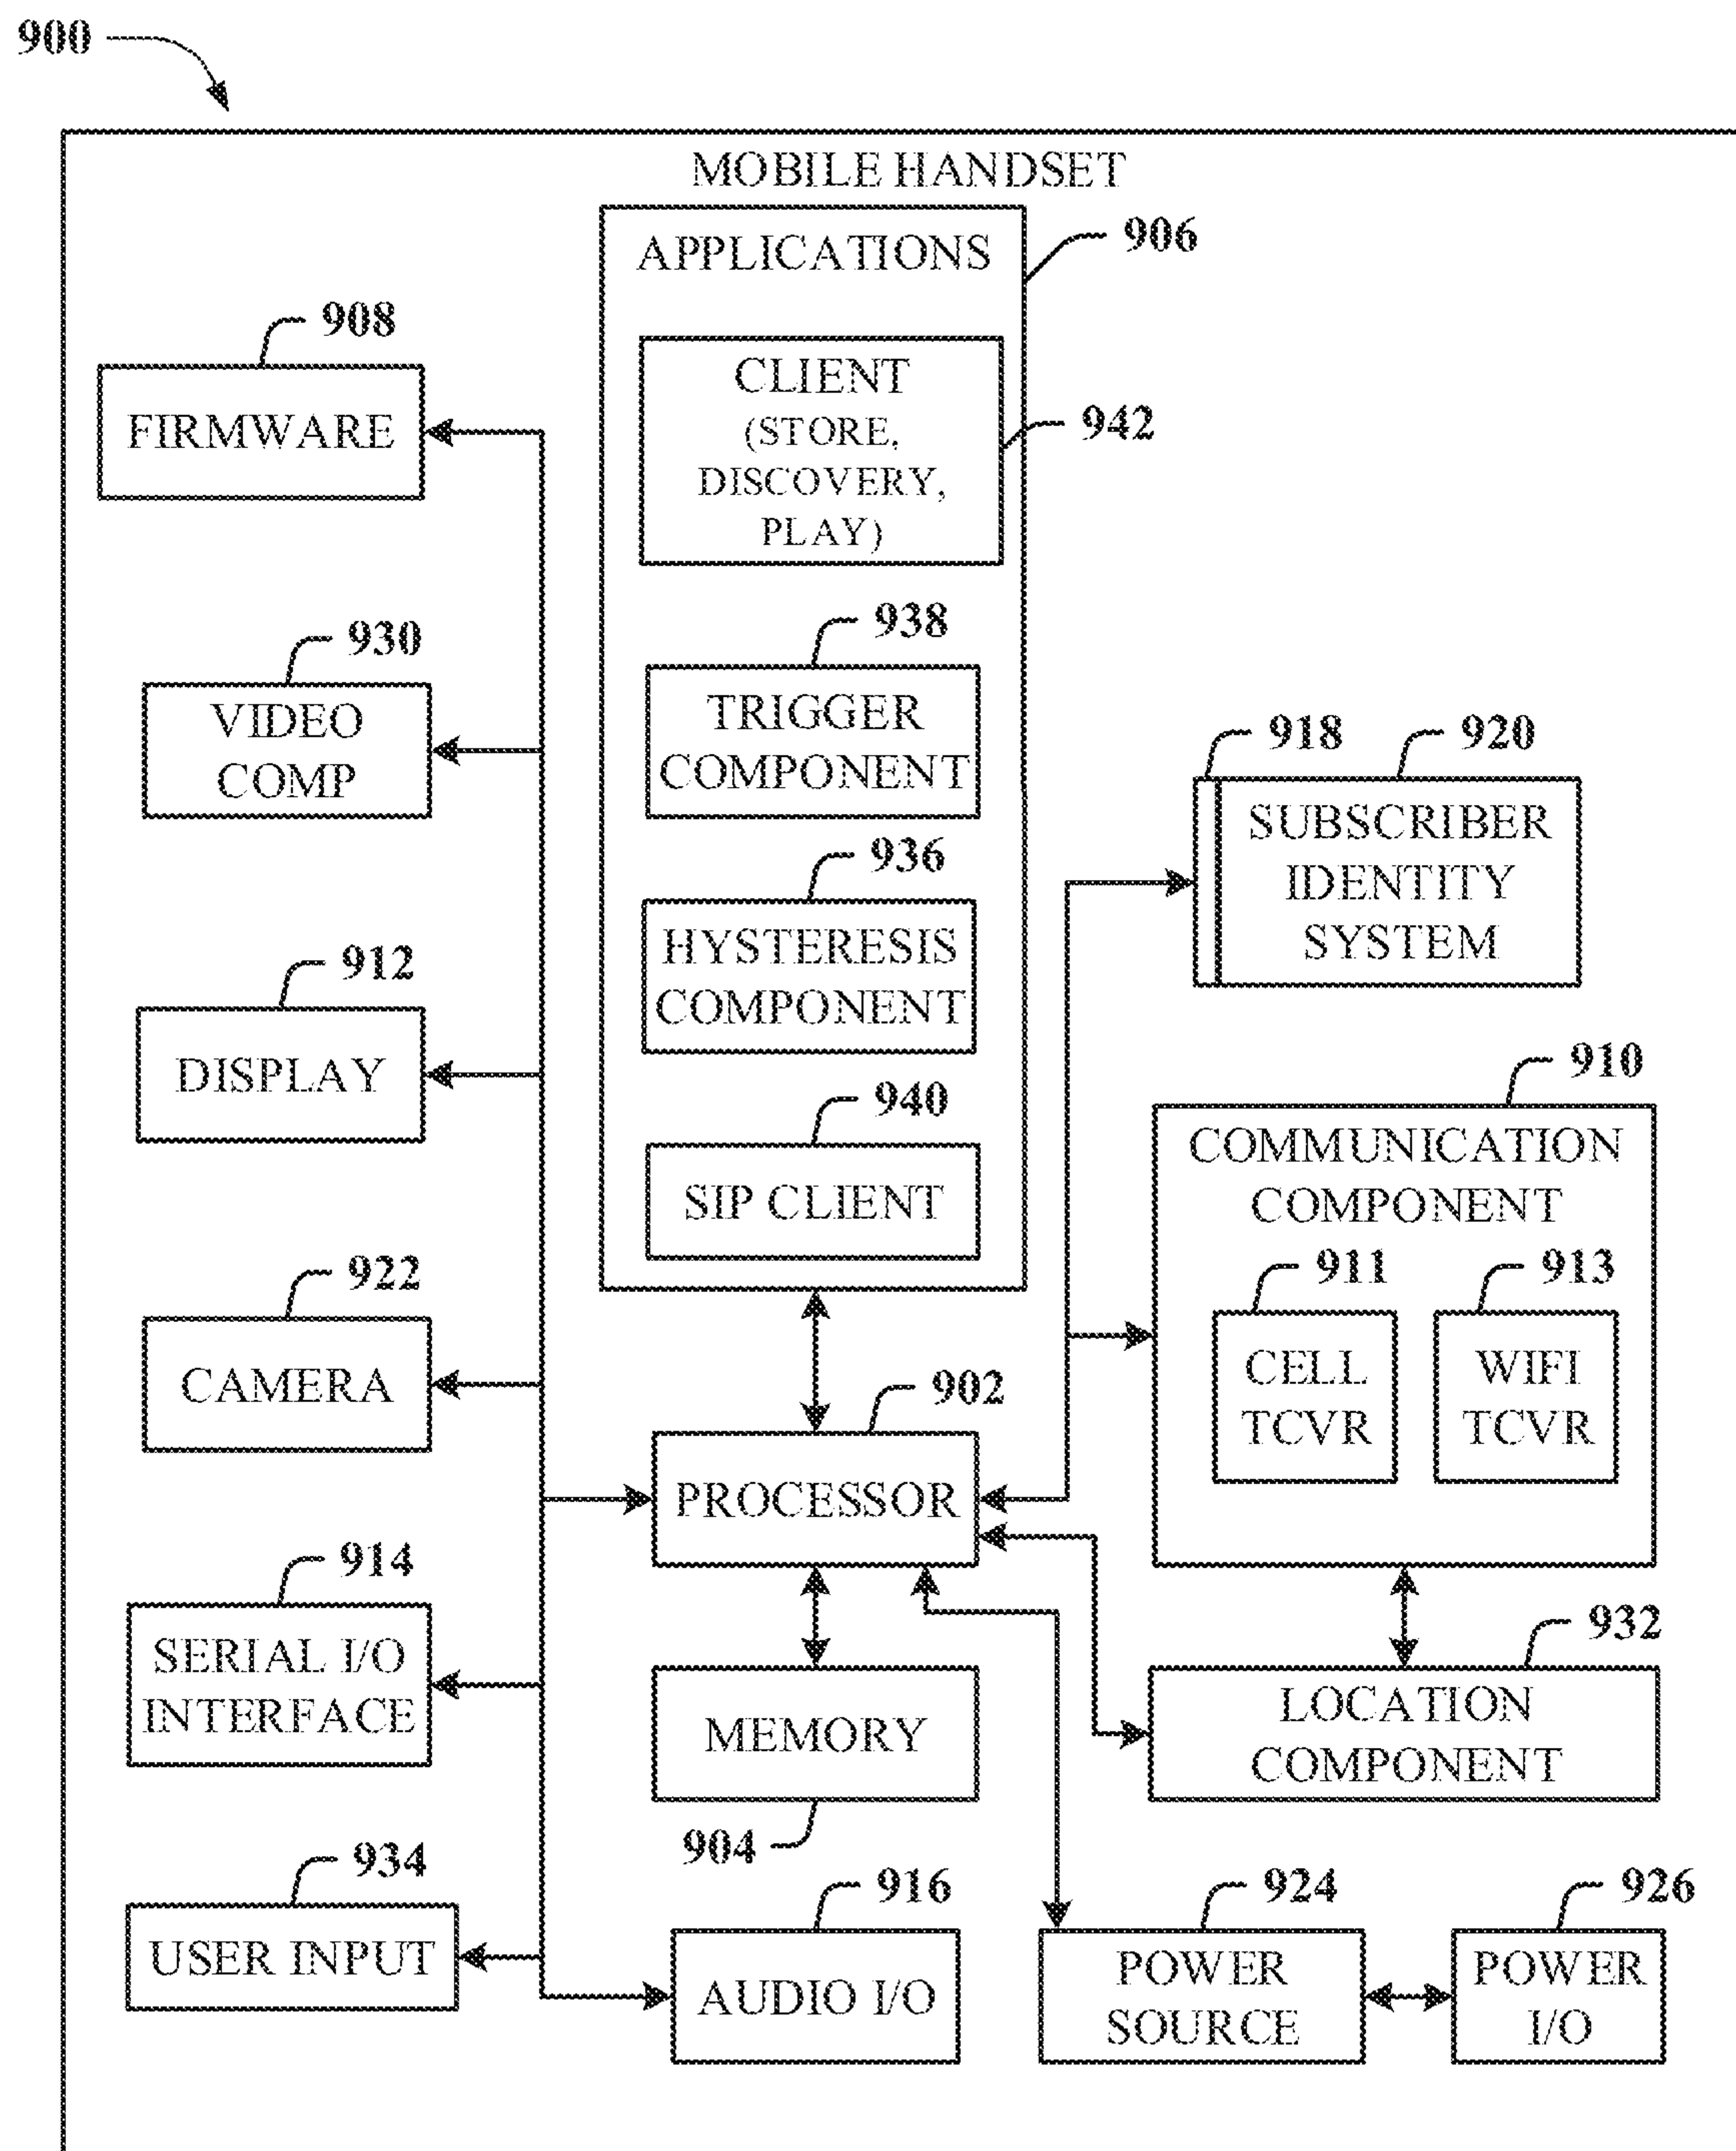 900
MOBILE HANDSET
APPLICATIONS
906
CLIENT
(STORE,
DISCOVERY,
PLAY)
942
938
TRIGGER
COMPONENT
936
HYSTERESIS
COMPONENT
940
SIP CLIENT
908
FIRMWARE
930
VIDEO
COMP
912
DISPLAY
922
CAMERA
914
SERIAL I/O
INTERFACE
934
USER INPUT
902
PROCESSOR
MEMORY
904
916
AUDIO I/O
918
920
SUBSCRIBER
IDENTITY
SYSTEM
910
COMMUNICATION
COMPONENT
911
CELL
TCVR
913
WIFI
TCVR
932
LOCATION
COMPONENT
924
POWER
SOURCE
926
POWER
I/O